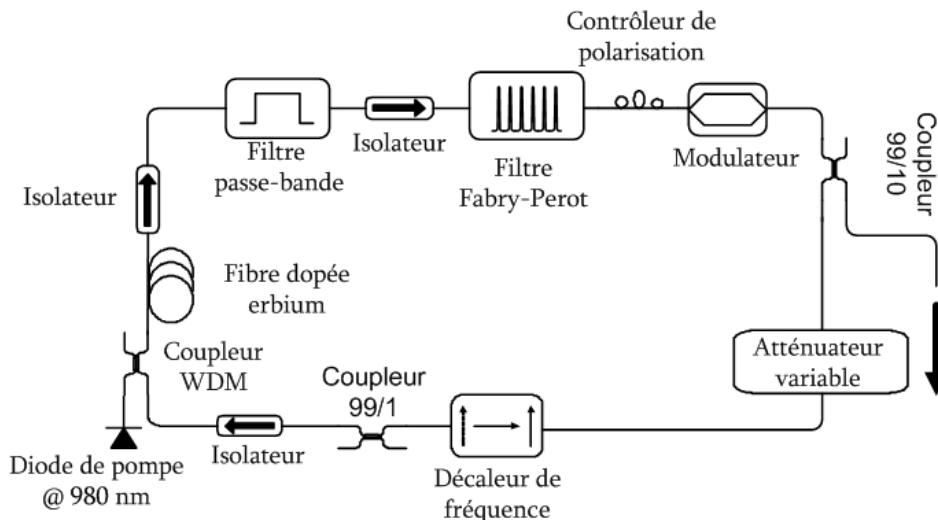 Contrôleur de
polarisation
Filtre
passe-bande
Isolateur
Filtre
Fabry-Perot
Modulateur
Coupleur
99/10
Isolateur
Fibre dopée
erbium
Coupleur
WDM
Atténuateur
variable
Coupleur
99/1
Isolateur
Décaleur de
fréquence
Diode de pompe
@ 980 nm